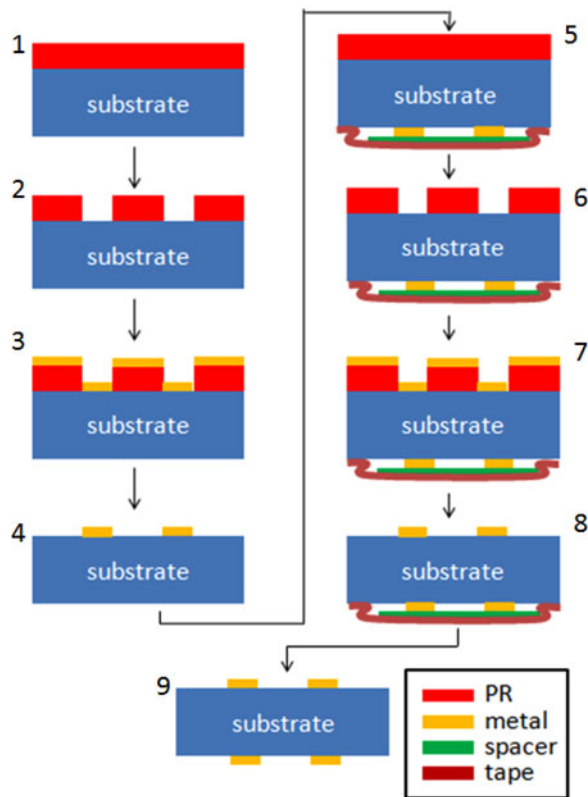 1
substrate
2
substrate
3
substrate
4
substrate
5
substrate
6
substrate
7
substrate
8
substrate
9
substrate
PR
metal
spacer
tape